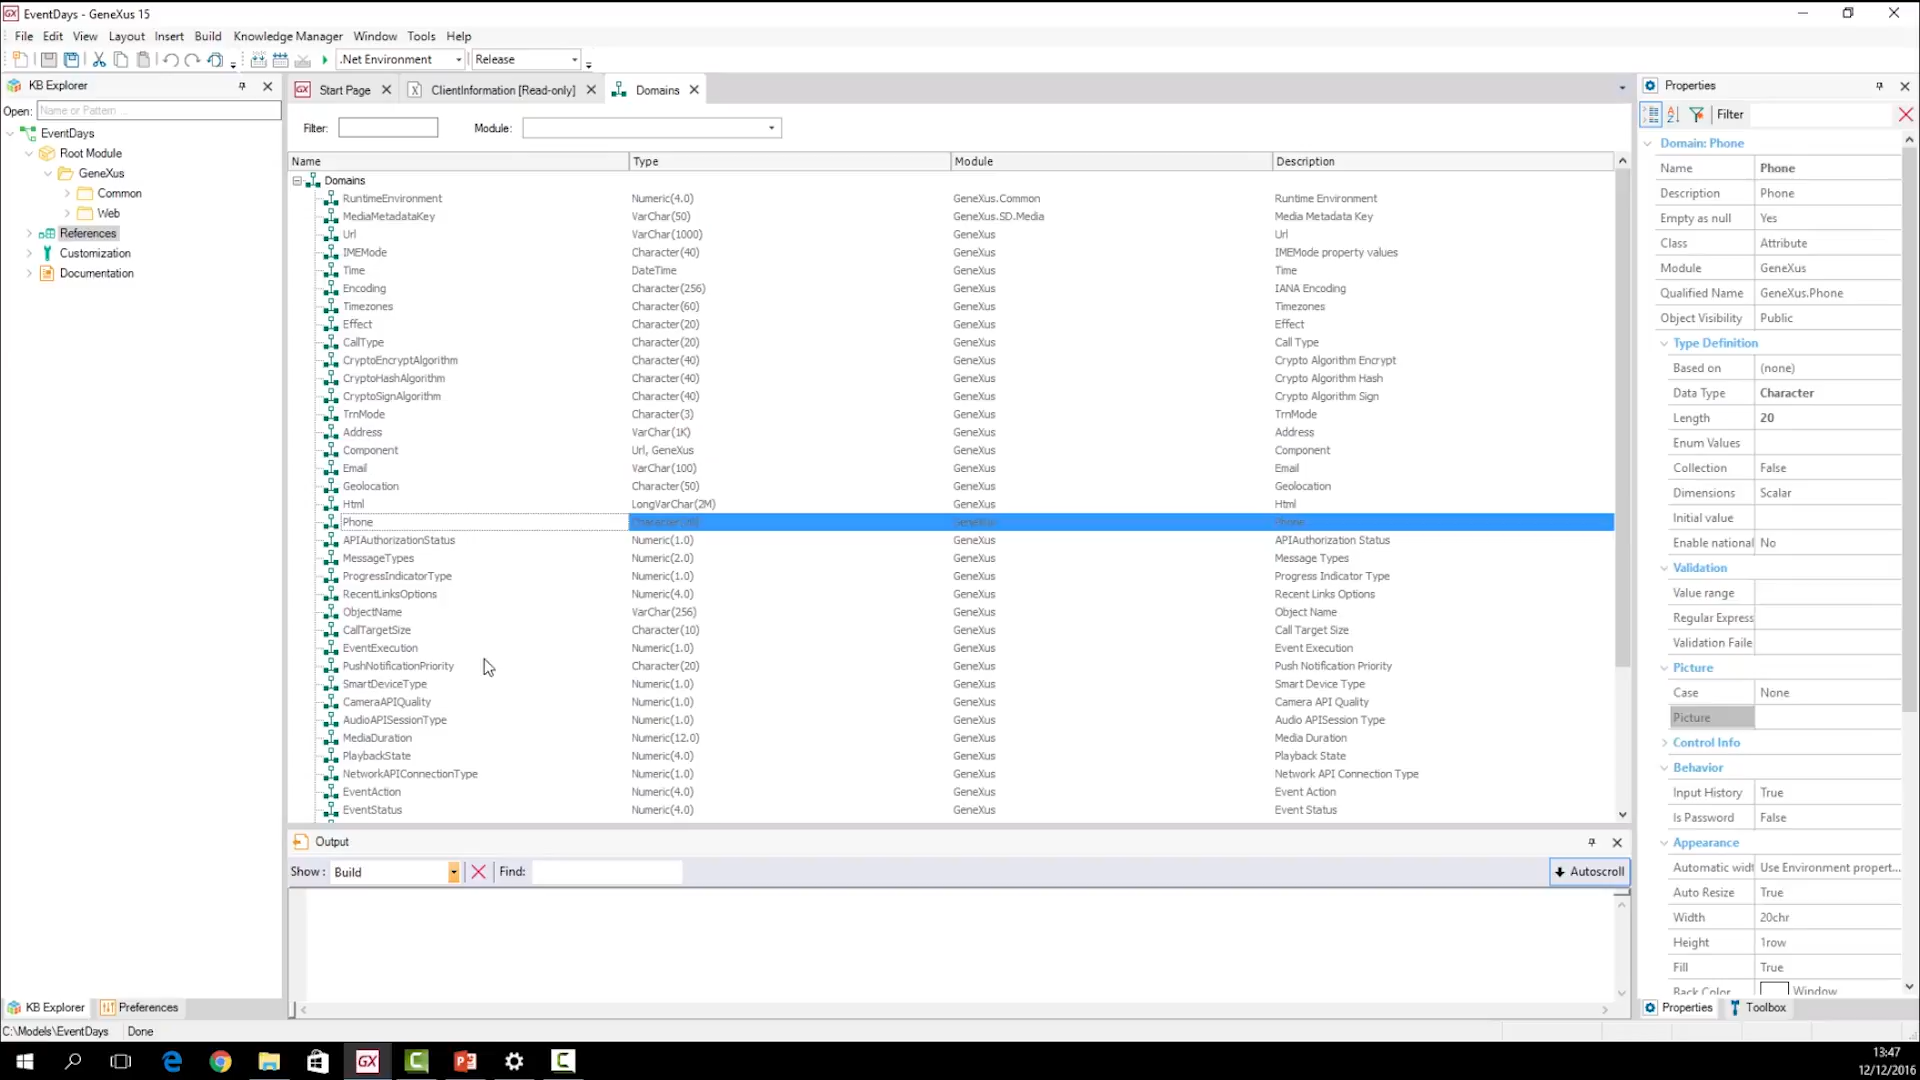 EventDays - GeneXus 15
File Edit View Layout Insert Build Knowledge Manager Window Tools Help
.Net Environment Release
KB Explorer
Open: Name or Pattern ...
EventDays
Root Module
GeneXus
Common
Web
References
Customization
Documentation
Start Page ClientInformation [Read-only] Domains
Filter: Module:
Name Type Module Description
Domains
RuntimeEnvironment Numeric(4.0) GeneXus.Common Runtime Environment
MediaMetadataKey VarChar(50) GeneXus.SD.Media Media Metadata Key
Url VarChar(1000) GeneXus Url
IMEMode Character(40) GeneXus IMEMode property values
Time DateTime GeneXus Time
Encoding Character(256) GeneXus IANA Encoding
Timezones Character(60) GeneXus Timezones
Effect Character(20) GeneXus Effect
CallType Character(20) GeneXus Call Type
CryptoEncryptAlgorithm Character(40) GeneXus Crypto Algorithm Encrypt
CryptoHashAlgorithm Character(40) GeneXus Crypto Algorithm Hash
CryptoSignAlgorithm Character(40) GeneXus Crypto Algorithm Sign
TrnMode Character(3) GeneXus TrnMode
Address VarChar(1K) GeneXus Address
Component Url, GeneXus GeneXus Component
Email VarChar(100) GeneXus Email
Geolocation Character(50) GeneXus Geolocation
Html LongVarChar(2M) GeneXus Html
Phone Character(20) GeneXus Phone
APIAuthorizationStatus Numeric(1.0) GeneXus APIAuthorization Status
MessageTypes Numeric(2.0) GeneXus Message Types
ProgressIndicatorType Numeric(1.0) GeneXus Progress Indicator Type
RecentLinksOptions Numeric(4.0) GeneXus Recent Links Options
ObjectName VarChar(256) GeneXus Object Name
CallTargetSize Character(10) GeneXus Call Target Size
EventExecution Numeric(1.0) GeneXus Event Execution
PushNotificationPriority Character(20) GeneXus Push Notification Priority
SmartDeviceType Numeric(1.0) GeneXus Smart Device Type
CameraAPIQuality Numeric(1.0) GeneXus Camera API Quality
AudioAPISessionType Numeric(1.0) GeneXus Audio APISession Type
MediaDuration Numeric(12.0) GeneXus Media Duration
PlaybackState Numeric(4.0) GeneXus Playback State
NetworkAPIConnectionType Numeric(1.0) GeneXus Network API Connection Type
EventAction Numeric(4.0) GeneXus Event Action
EventStatus Numeric(4.0) GeneXus Event Status
Output
Show: Build Find: Autoscroll
Properties
Filter
Domain: Phone
Name Phone
Description Phone
Empty as null Yes
Class Attribute
Module GeneXus
Qualified Name GeneXus.Phone
Object Visibility Public
Type Definition
Based on (none)
Data Type Character
Length 20
Enum Values
Collection False
Dimensions Scalar
Initial value
Enable national No
Validation
Value range
Regular Express
Validation Faile
Picture
Case None
Picture
Control Info
Behavior
Input History True
Is Password False
Appearance
Automatic widt Use Environment propert...
Auto Resize True
Width 20chr
Height 1row
Fill True
Back Color Window
KB Explorer Preferences
Properties Toolbox
C:\Models\EventDays Done
13:47
12/12/2016